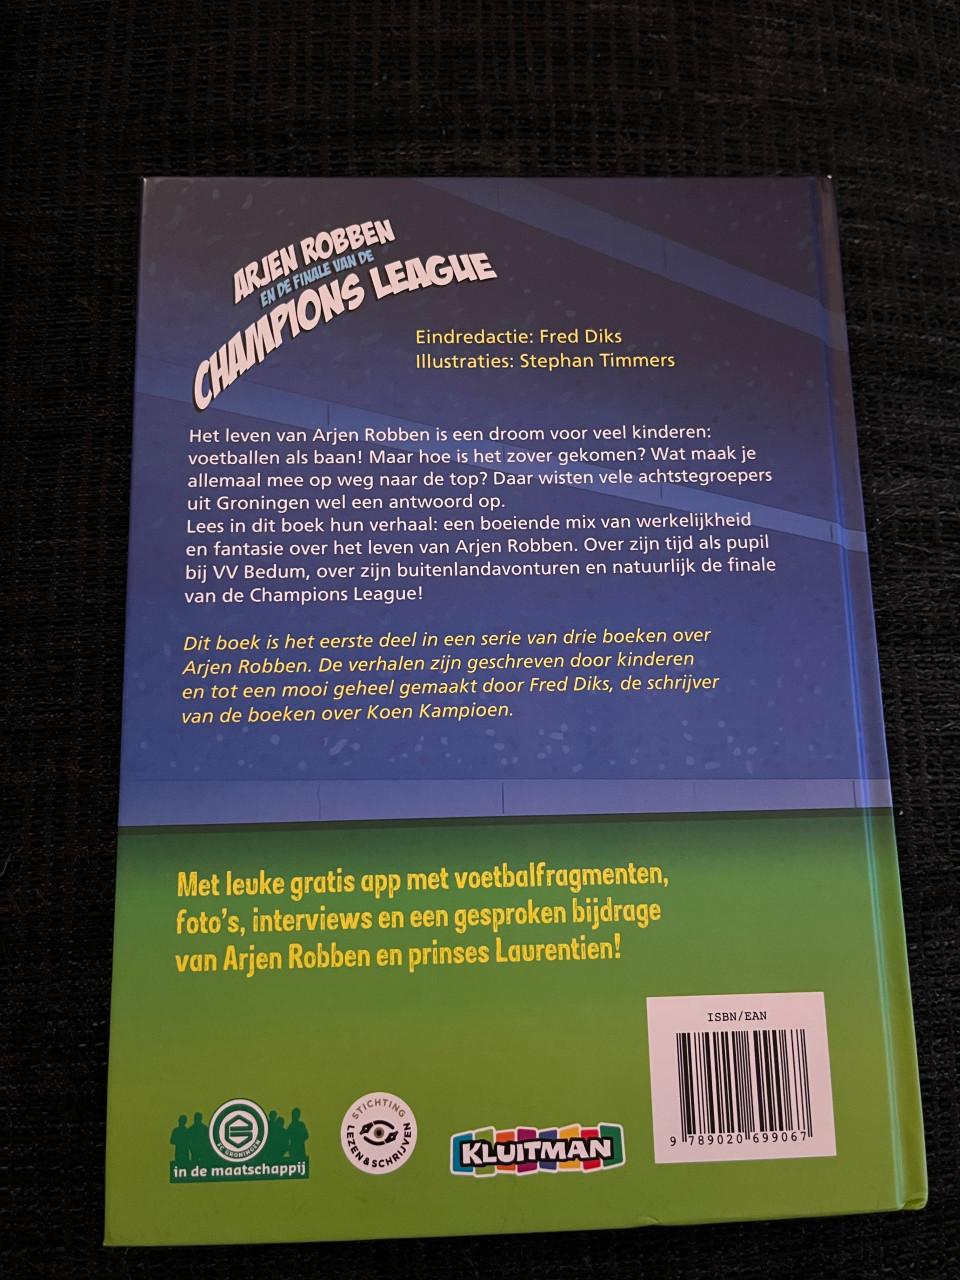 ARJEN ROBBEN
EN DE FINALE VAN DE
CHAMPIONS LEAGUE
Eindredactie: Fred Diks
Illustraties: Stephan Timmers
Het leven van Arjen Robben is een droom voor veel kinderen:
voetballen als baan! Maar hoe is het zover gekomen? Wat maak je
allemaal mee op weg naar de top? Daar wisten vele achtstegroepers
uit Groningen wel een antwoord op.
Lees in dit boek hun verhaal: een boeiende mix van werkelijkheid
en fantasie over het leven van Arjen Robben. Over zijn tijd als pupil
bij VV Bedum, over zijn buitenlandavonturen en natuurlijk de finale
van de Champions League!
Dit boek is het eerste deel in een serie van drie boeken over
Arjen Robben. De verhalen zijn geschreven door kinderen
en tot een mooi geheel gemaakt door Fred Diks, de schrijver
van de boeken over Koen Kampioen.
Met leuke gratis app met voetbalfragmenten,
foto's, interviews en een gesproken bijdrage
van Arjen Robben en prinses Laurentien!
ISBN/EAN
9 789020 699067
FC GRONINGEN
in de maatschappij
STICHTING
LEZEN & SCHRIJVEN
KLUITMAN